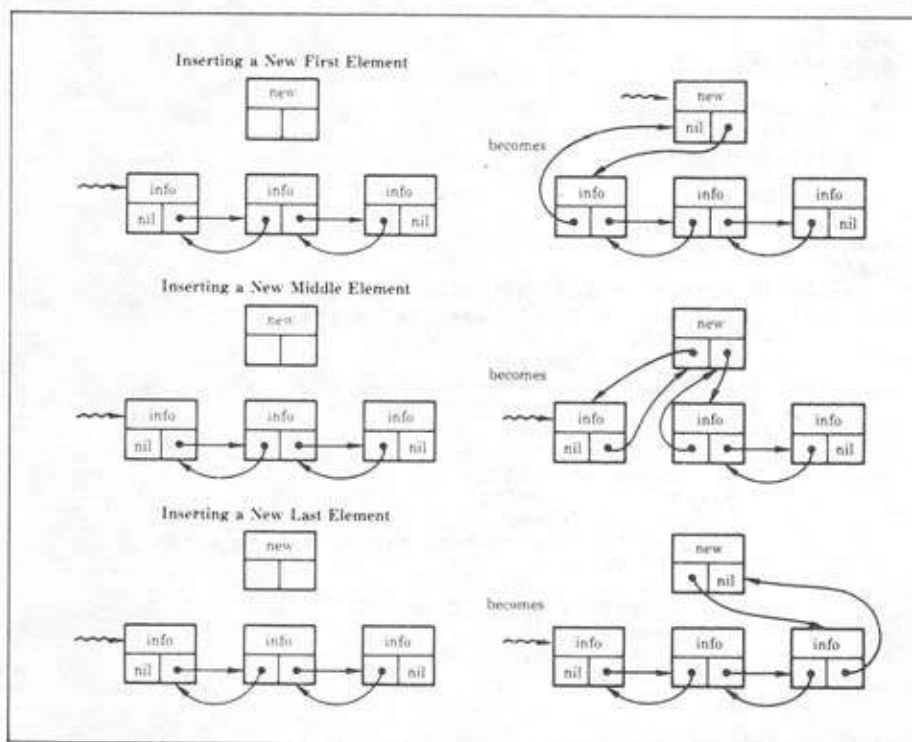 Inserting a New First Element
new
new
nil
becomes
info
info
info
info
info
info
nil
nil
nil
Inserting a New Middle Element
new
new
becomes
info
info
info
info
info
info
nil
nil
nil
nil
Inserting a New Last Element
new
new
nil
becomes
info
info
info
info
info
info
nil
nil
nil